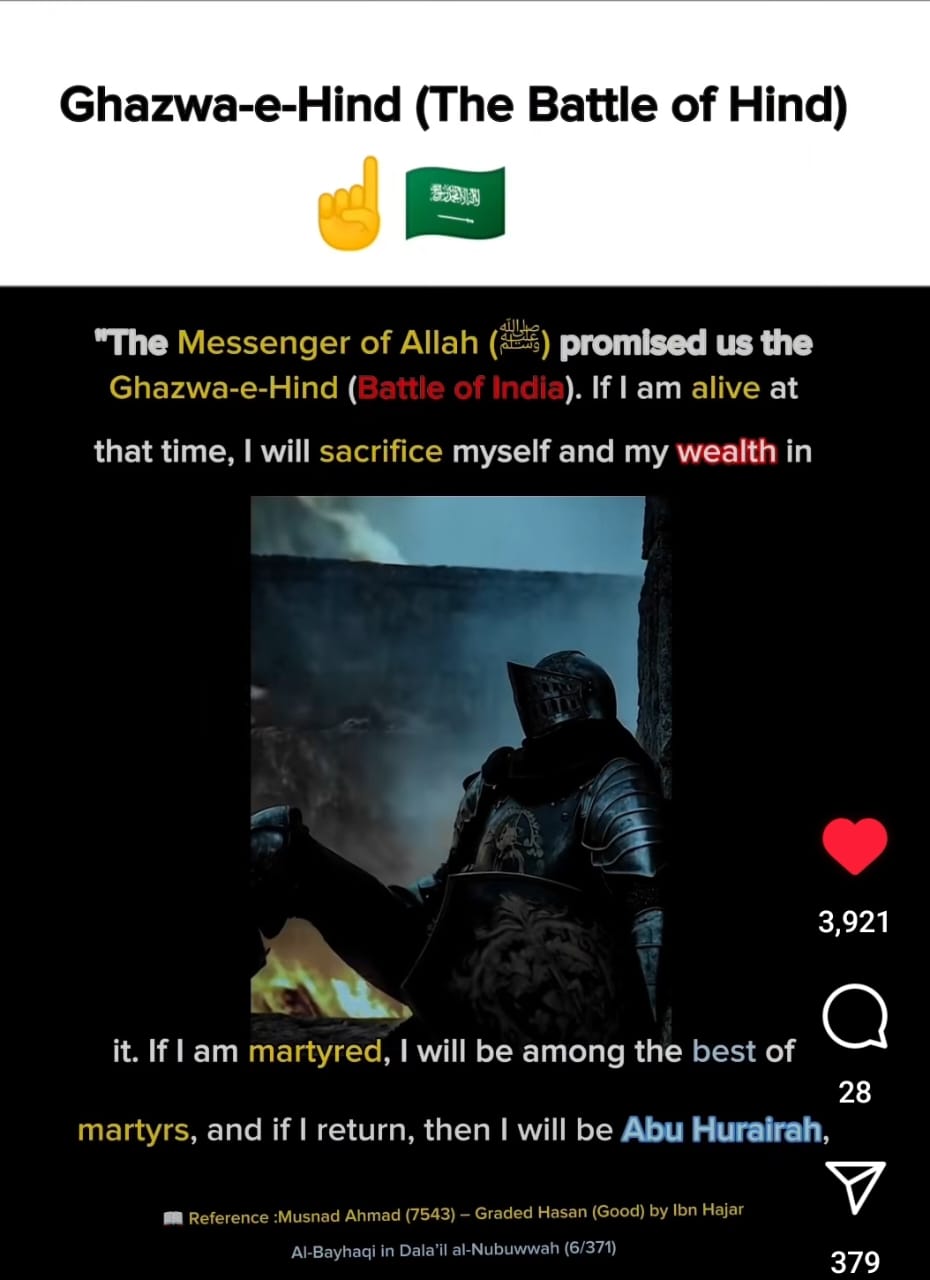 Ghazwa-e-Hind (The Battle of Hind)
☝️🇸🇦
"The Messenger of Allah (ﷺ) promised us the
Ghazwa-e-Hind (Battle of India). If I am alive at
that time, I will sacrifice myself and my wealth in
it. If I am martyred, I will be among the best of
martyrs, and if I return, then I will be Abu Hurairah,
📖 Reference :Musnad Ahmad (7543) – Graded Hasan (Good) by Ibn Hajar
Al-Bayhaqi in Dala'il al-Nubuwwah (6/371)
3,921
28
379